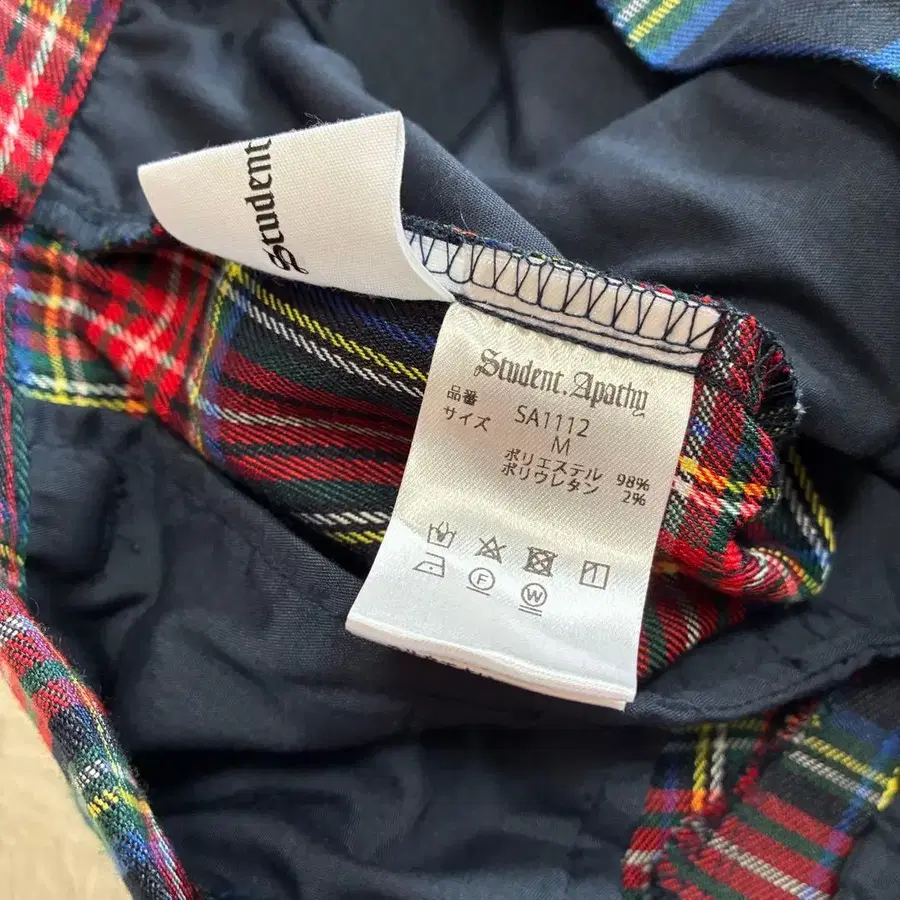 Student
Student.Apathy
品番 SA1112
サイズ M
ポリエステル 98%
ポリウレタン 2%
F
W